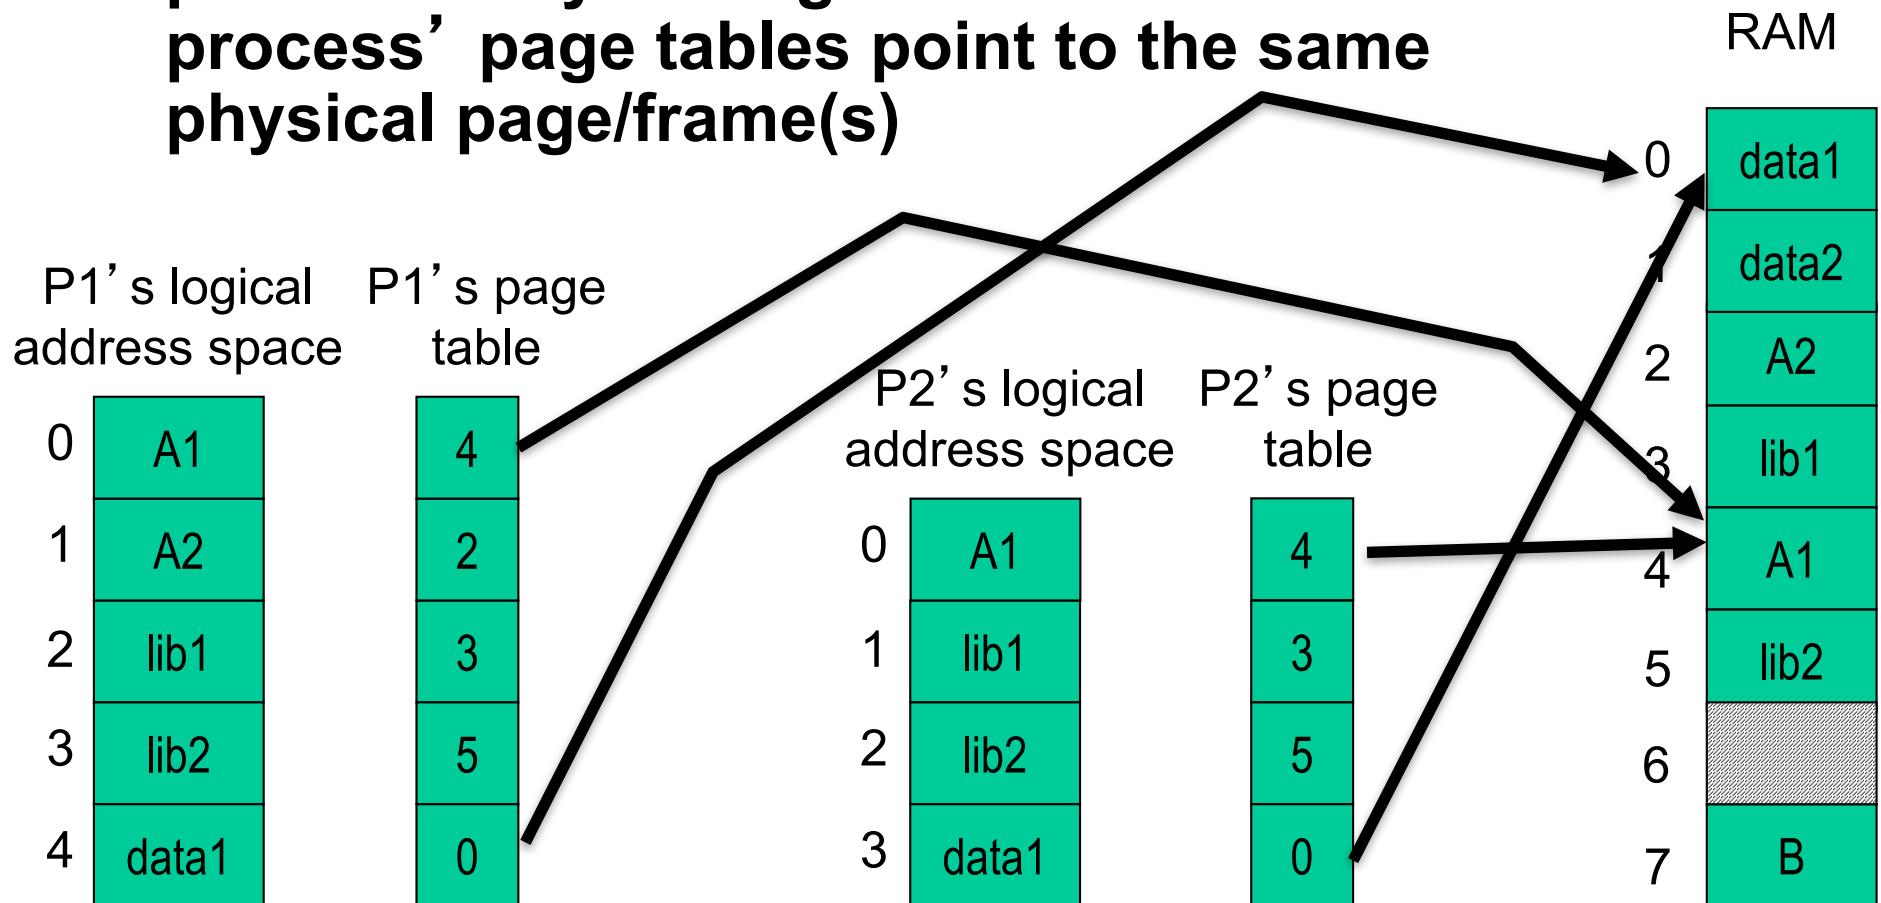 process’ page tables point to the same
physical page/frame(s)
RAM
P1’s logical
address space
P1’s page
table
0 A1 4
1 A2 2
2 lib1 3
3 lib2 5
4 data1 0
P2’s logical
address space
P2’s page
table
0 A1 4
1 lib1 3
2 lib2 5
3 data1 0
0 data1
1 data2
2 A2
3 lib1
4 A1
5 lib2
6
7 B